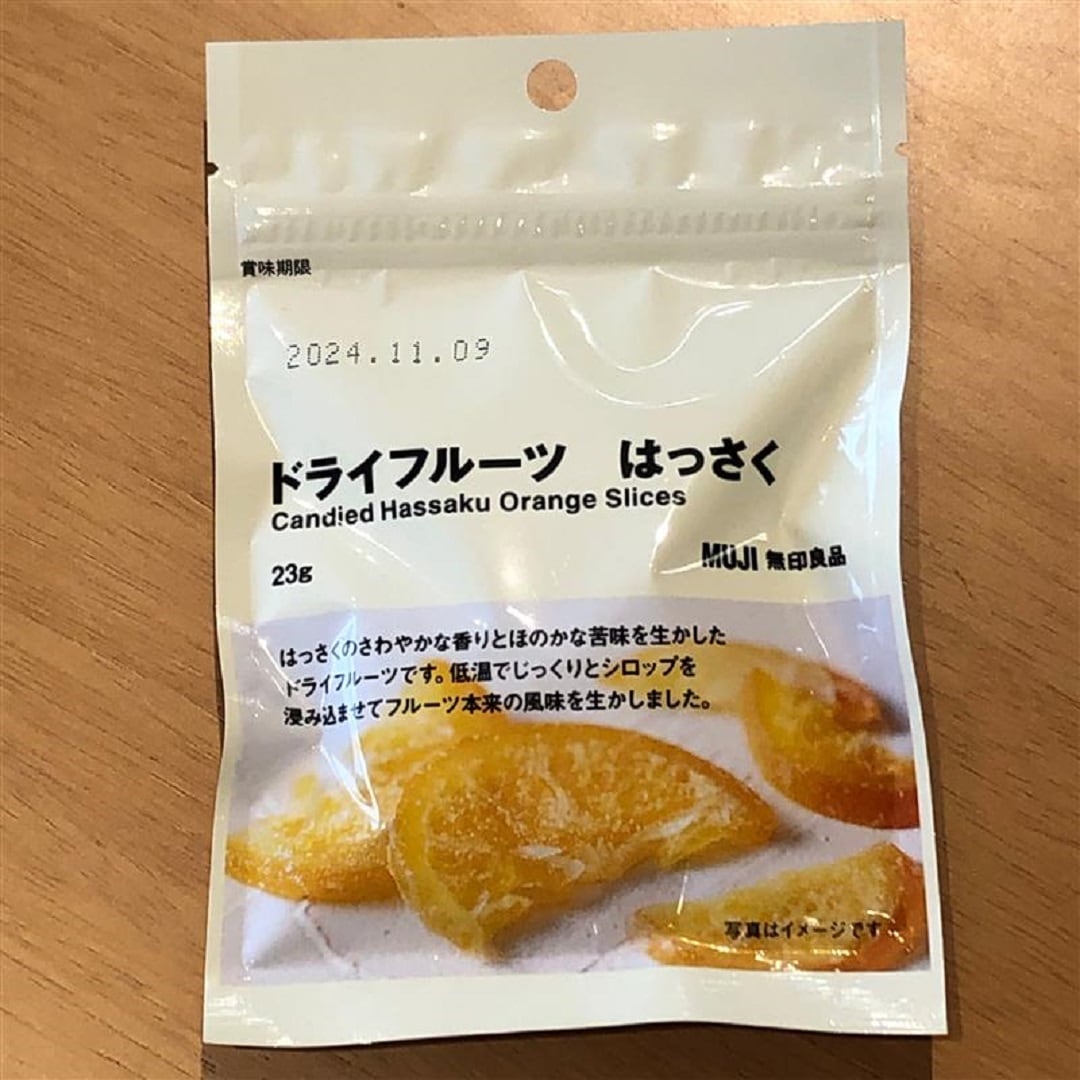 賞味期限
2024.11.09
ドライフルーツ　はっさく
Candied Hassaku Orange Slices
23g
MUJI 無印良品
はっさくのさわやかな香りとほのかな苦味を生かした
ドライフルーツです。低温でじっくりとシロップを
浸み込ませてフルーツ本来の風味を生かしました。
写真はイメージです